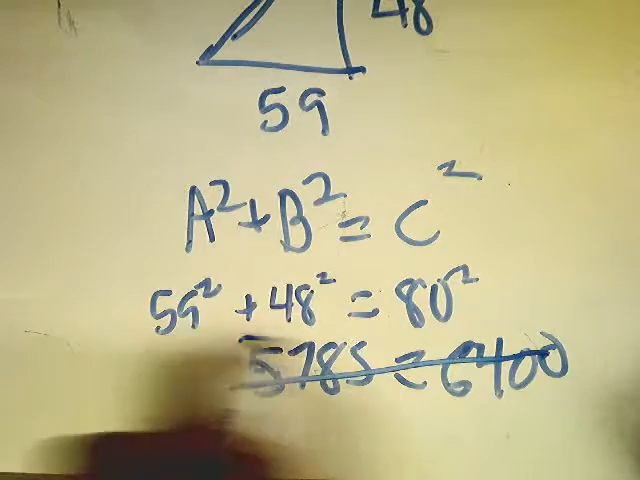 48
59
A² + B² = C²
59² + 48² = 80²
5785 = 6400